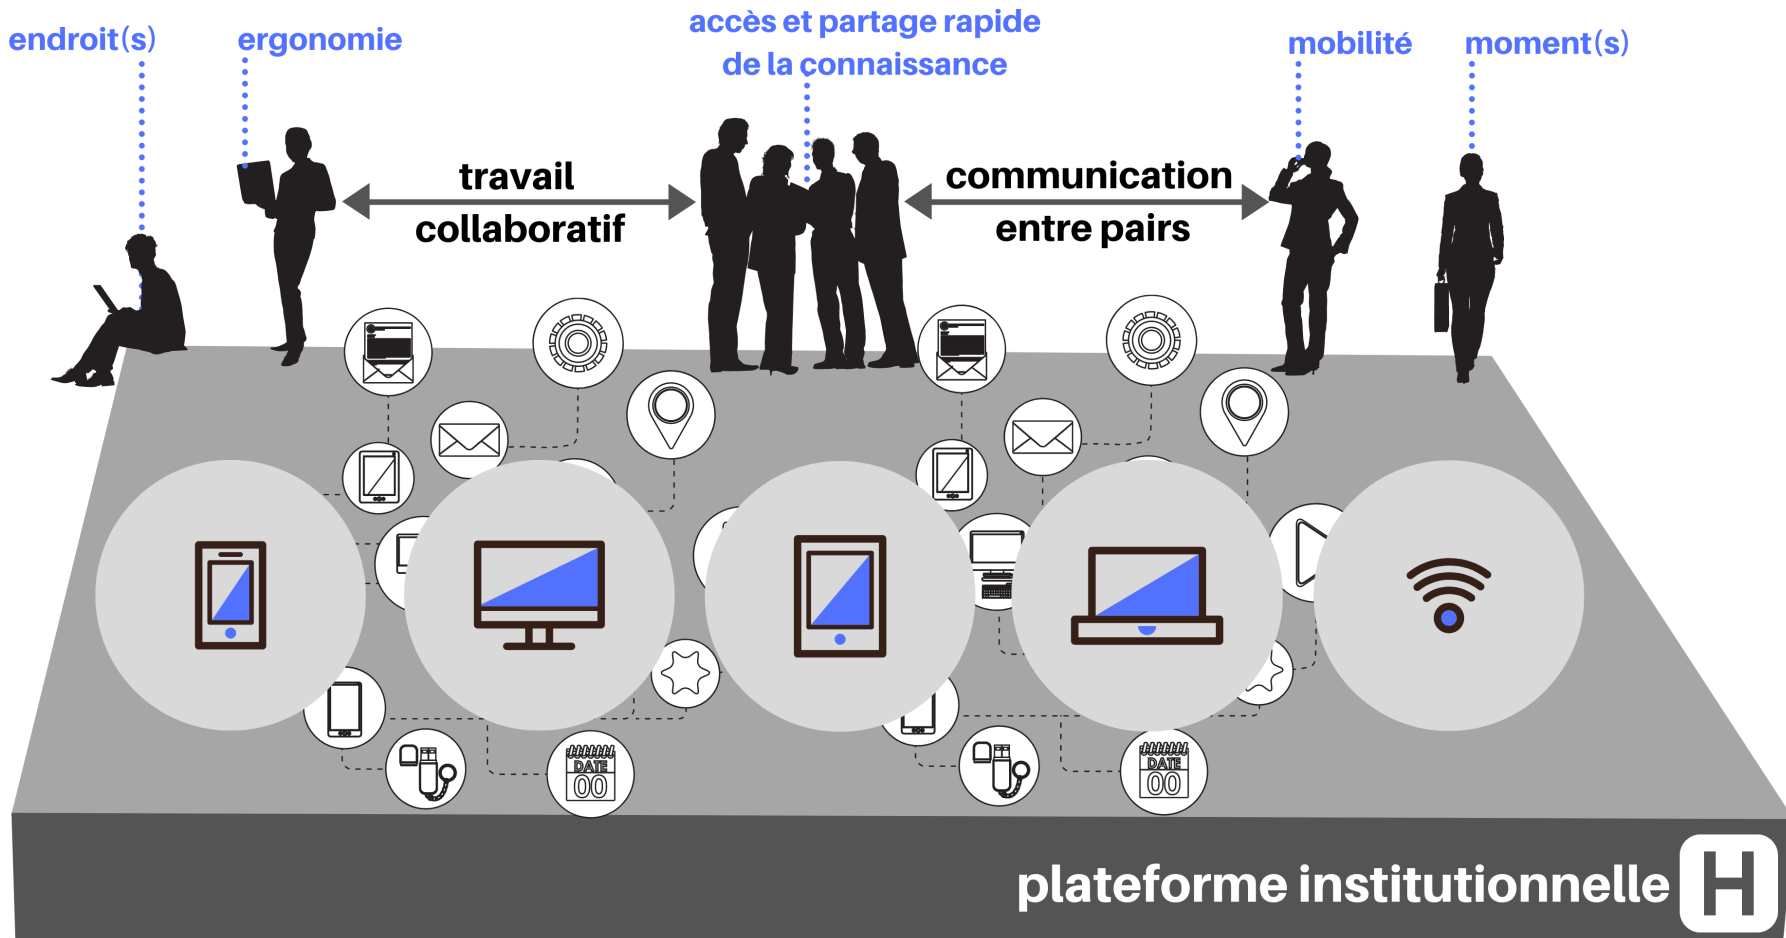 endroit(s)
ergonomie
accès et partage rapide
de la connaissance
mobilité
moment(s)
travail
collaboratif
communication
entre pairs
DATE
00
DATE
00
plateforme institutionnelle H